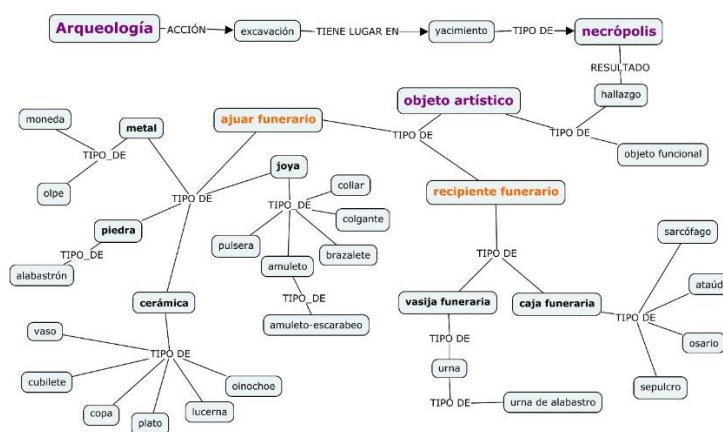 Arqueología
ACCIÓN
excavación
TIENE LUGAR EN
yacimiento
TIPO DE
necrópolis
RESULTADO
hallazgo
objeto artístico
TIPO DE
objeto funcional
ajuar funerario
TIPO DE
recipiente funerario
moneda
metal
TIPO_DE
olpe
TIPO DE
joya
TIPO_DE
collar
colgante
pulsera
brazalete
amuleto
TIPO_DE
amuleto-escarabeo
piedra
TIPO_DE
alabastrón
cerámica
TIPO DE
vaso
cubilete
copa
plato
lucerna
oinochoe
TIPO DE
vasija funeraria
TIPO DE
urna
TIPO DE
urna de alabastro
caja funeraria
TIPO DE
sarcófago
ataúd
osario
sepulcro